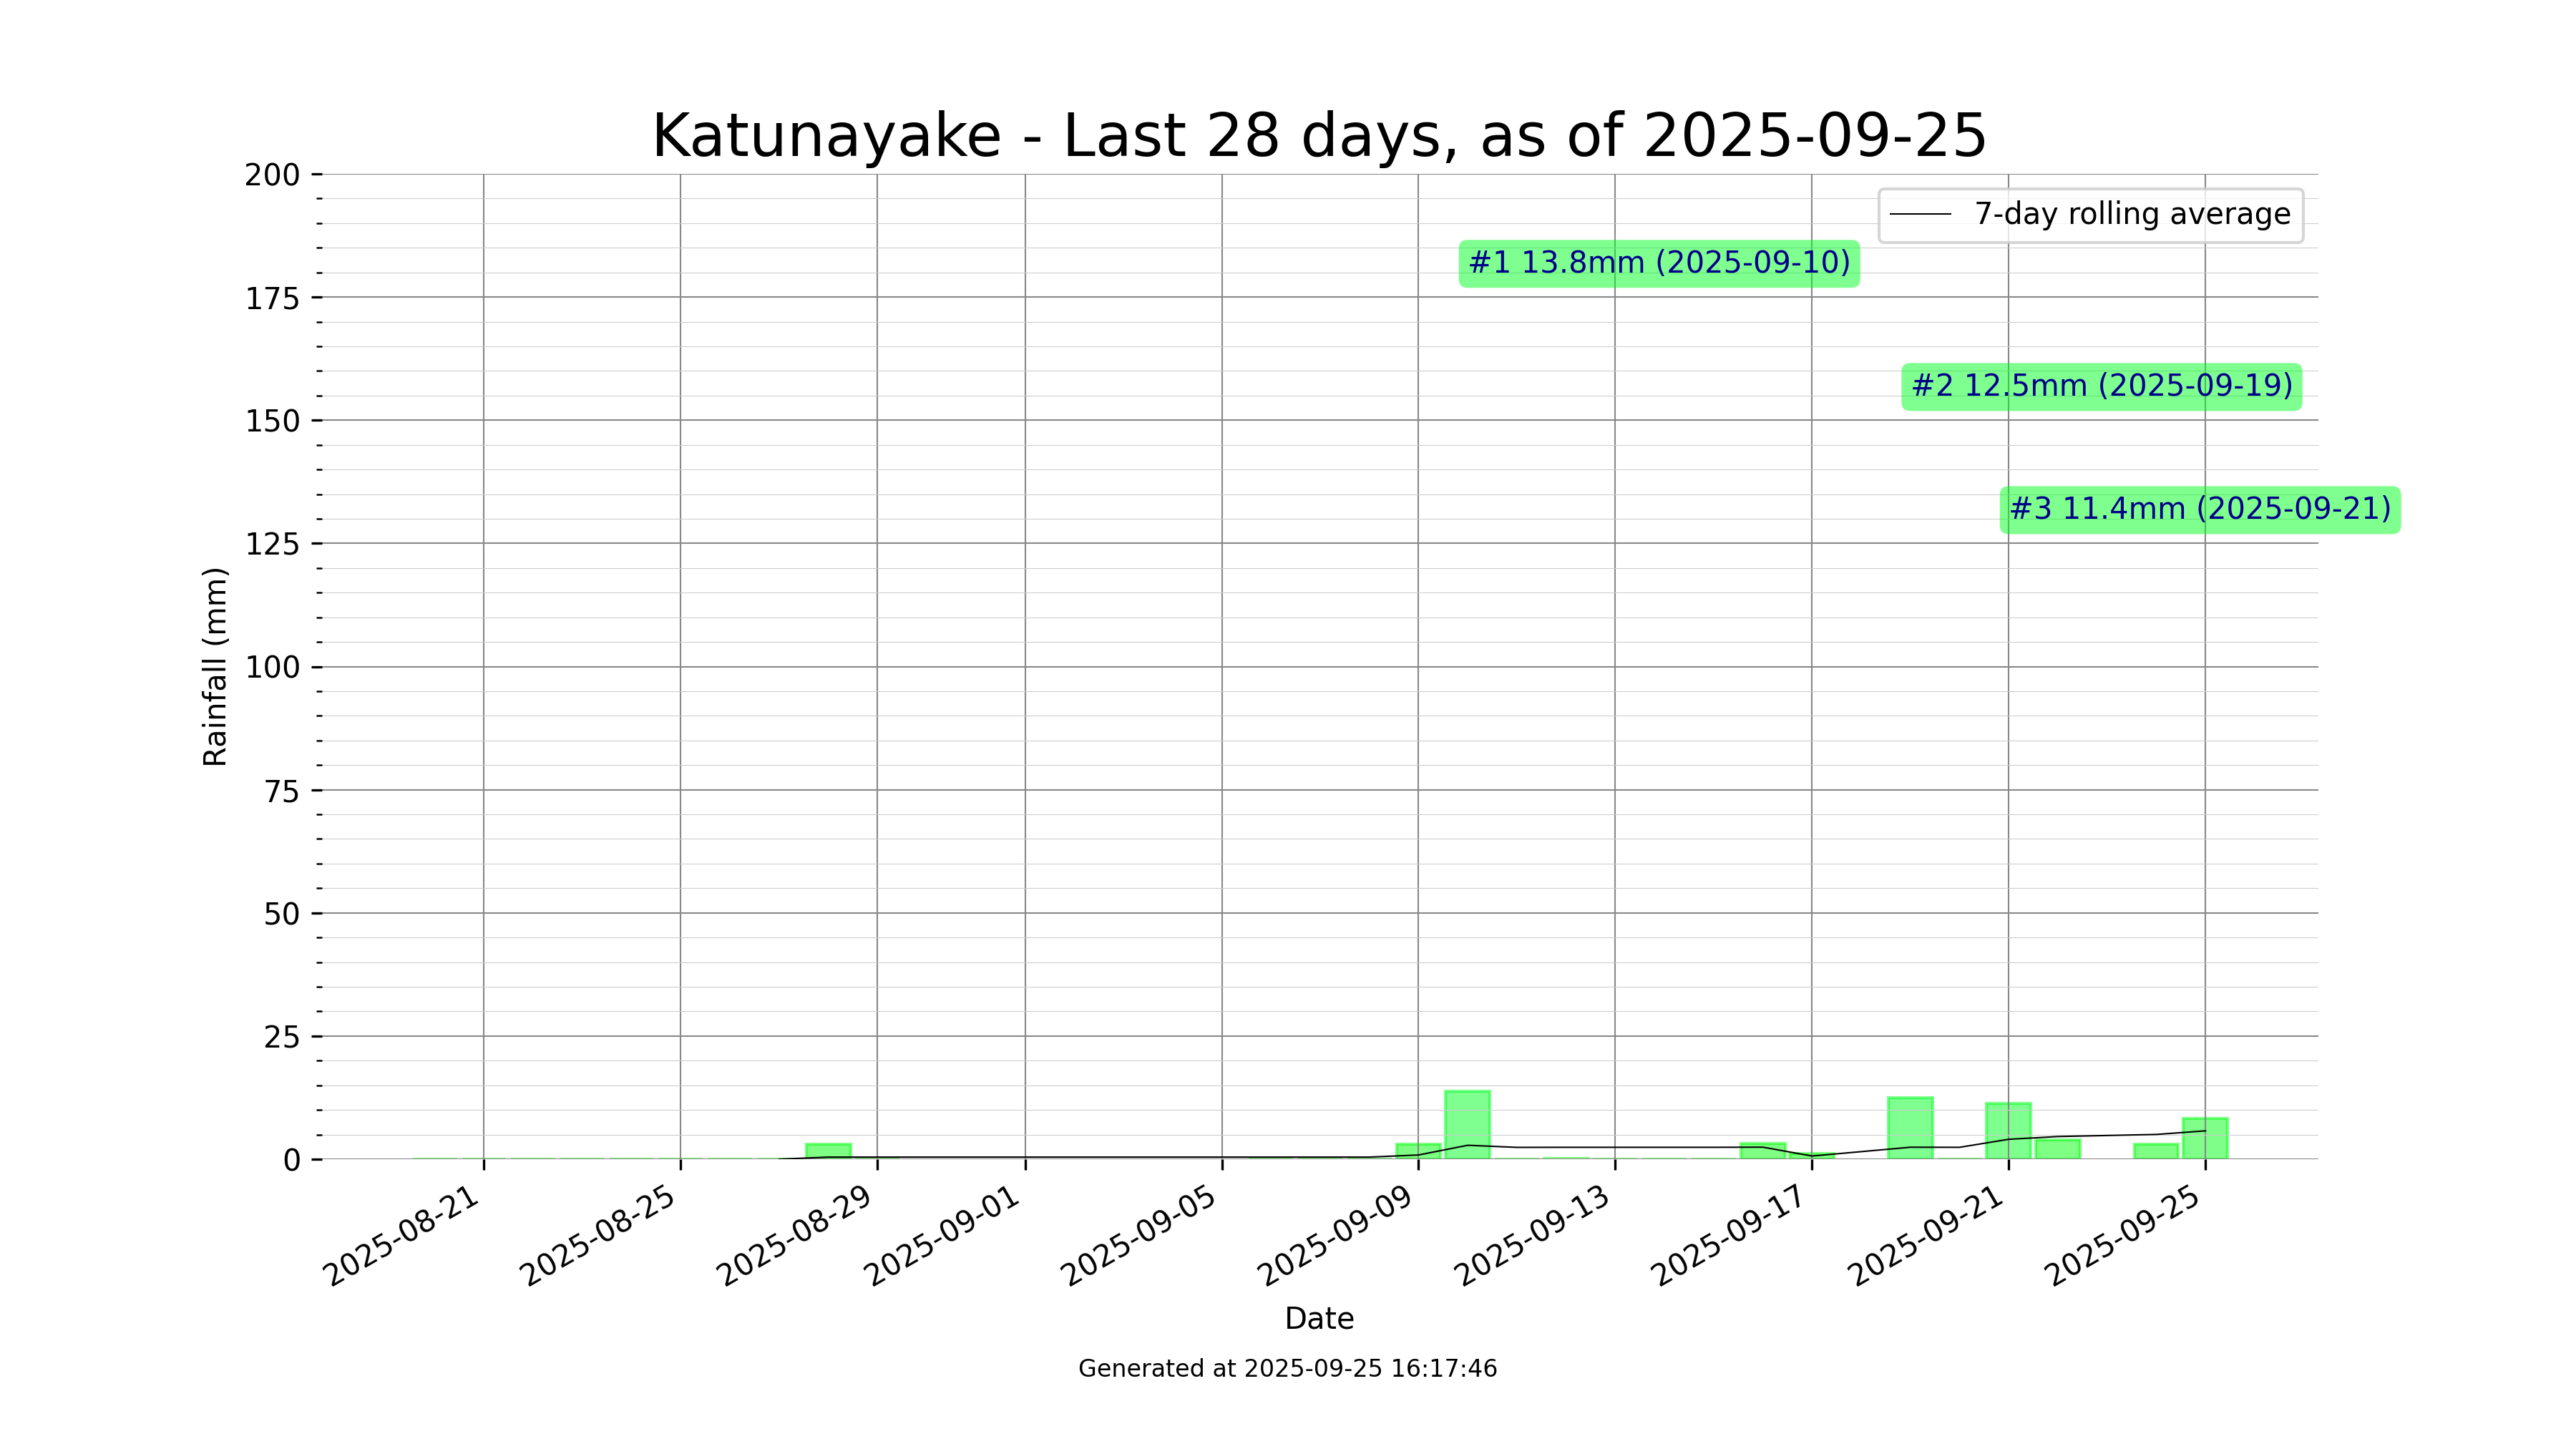 Katunayake - Last 28 days, as of 2025-09-25
200
175
150
125
100
75
50
25
0
Rainfall (mm)
7-day rolling average
#1 13.8mm (2025-09-10)
#2 12.5mm (2025-09-19)
#3 11.4mm (2025-09-21)
2025-08-21
2025-08-25
2025-08-29
2025-09-01
2025-09-05
2025-09-09
2025-09-13
2025-09-17
2025-09-21
2025-09-25
Date
Generated at 2025-09-25 16:17:46